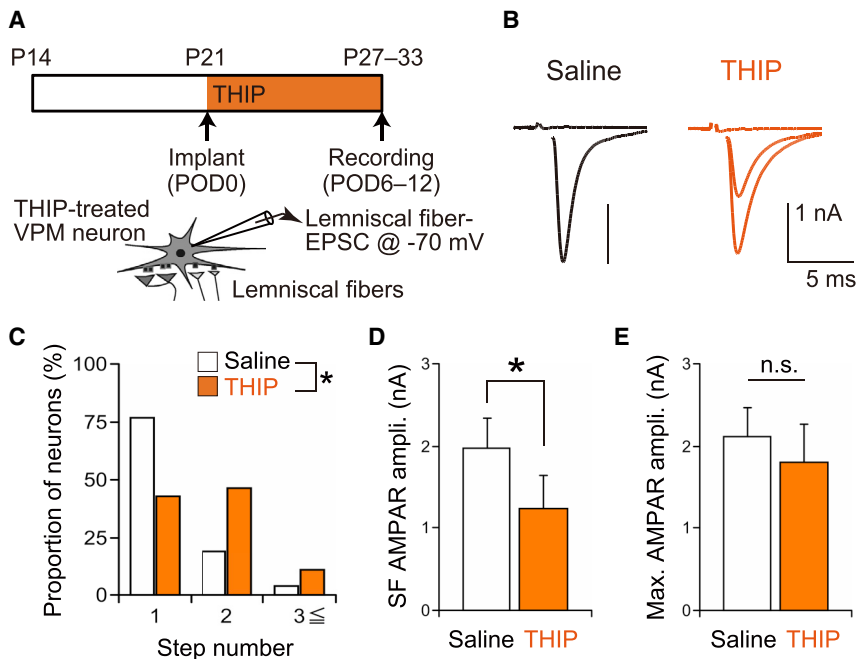 A
P14 P21 P27–33
THIP
Implant
(POD0)
Recording
(POD6–12)
THIP-treated
VPM neuron
Lemniscal fiber-
EPSC @ -70 mV
Lemniscal fibers
B
Saline THIP
1 nA
5 ms
C
Proportion of neurons (%)
100
75
50
25
0
Saline
THIP
*
1 2 3≦
Step number
D
SF AMPAR ampli. (nA)
3
2
1
0
*
Saline THIP
E
Max. AMPAR ampli. (nA)
3
2
1
0
n.s.
Saline THIP